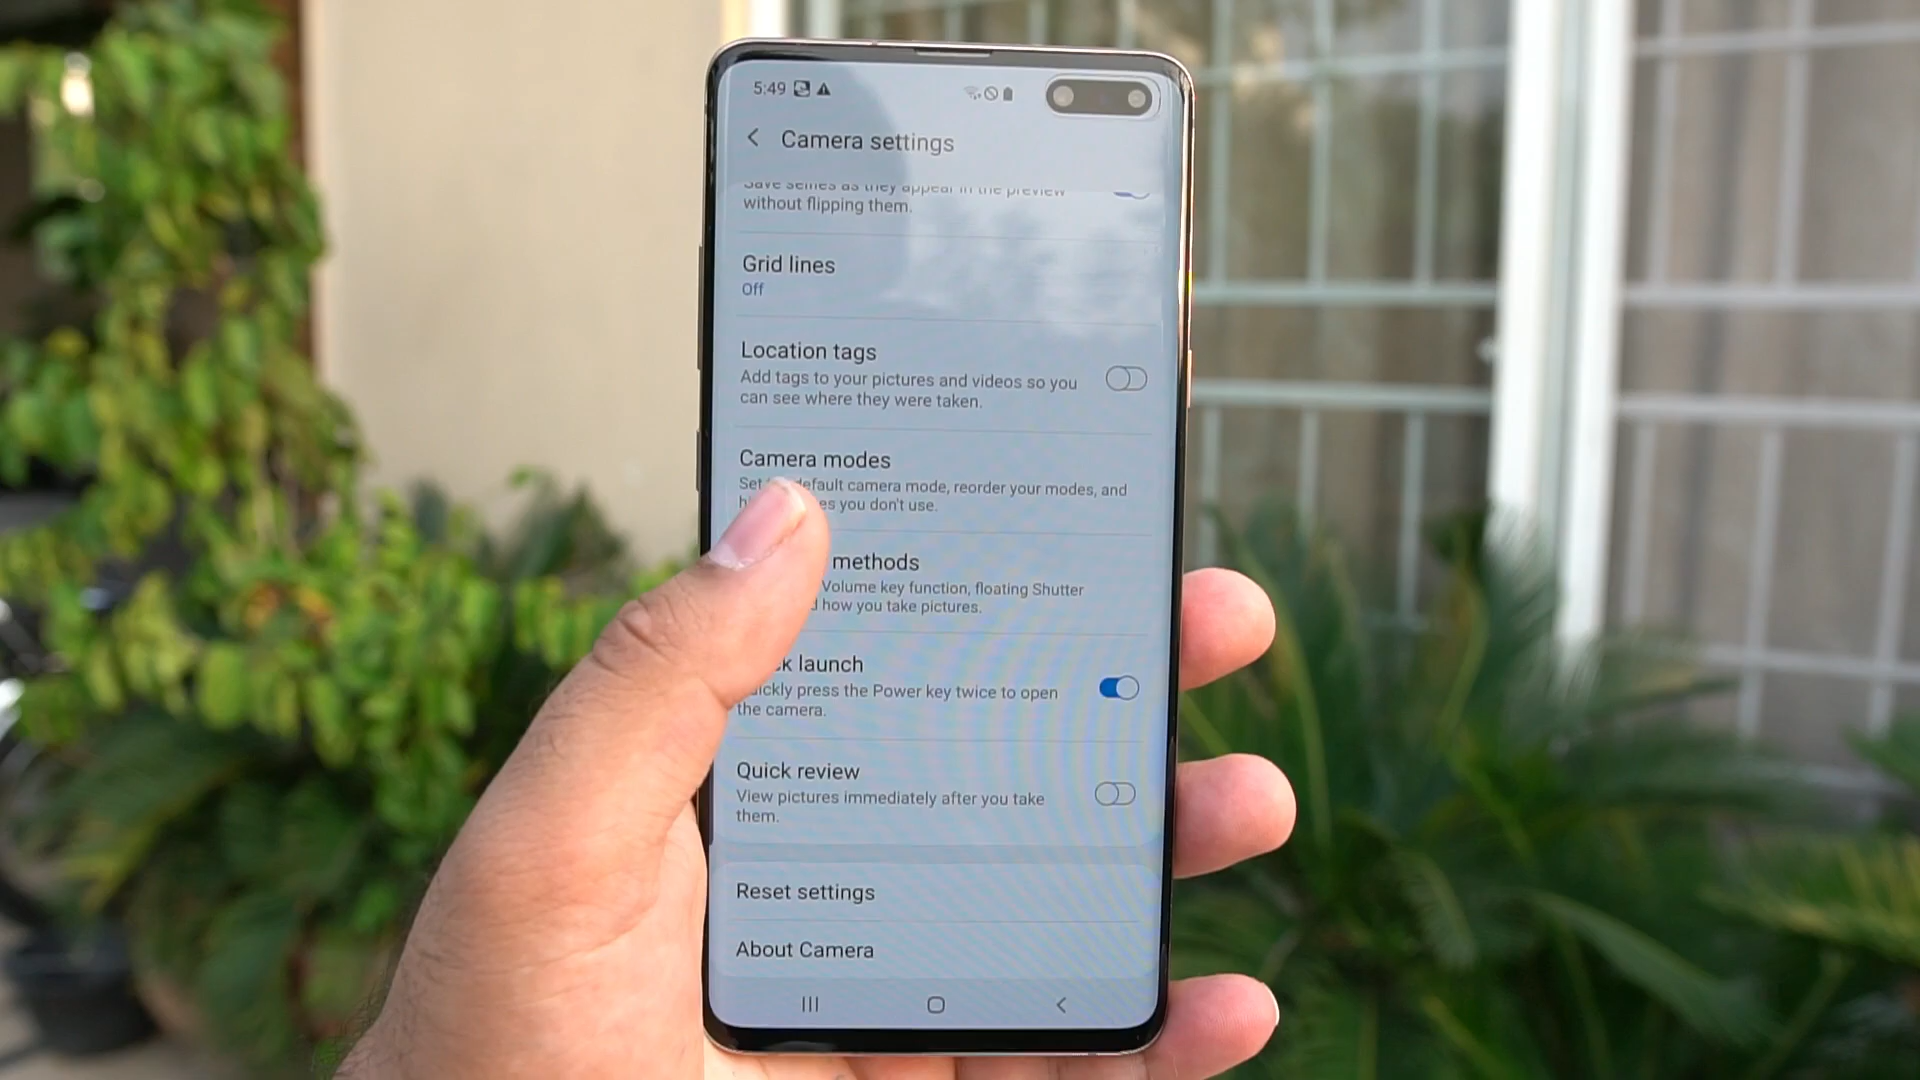 5:49
Camera settings
Save selfies as they appear in the preview
without flipping them.
Grid lines
Off
Location tags
Add tags to your pictures and videos so you
can see where they were taken.
Camera modes
Set default camera mode, reorder your modes, and
you don't use.
methods
Volume key function, floating Shutter
how you take pictures.
launch
the camera.
ickly press the Power key twice to open
Quick review
View pictures immediately after you take
them.
Reset settings
About Camera